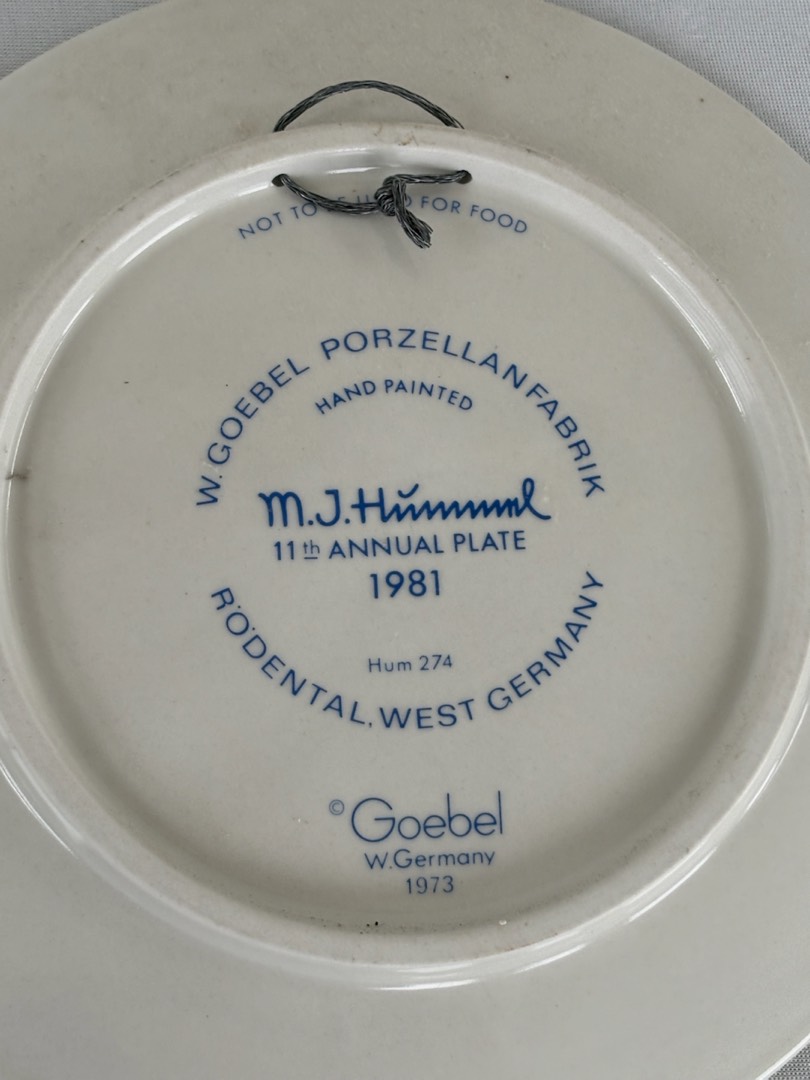 NOT TO FOR FOOD
W. GOEBEL PORZELLANFABRIK
HAND PAINTED
M.J.Hummel
11th ANNUAL PLATE
1981
Hum 274
RÖDENTAL, WEST GERMANY
© Goebel
W.Germany
1973